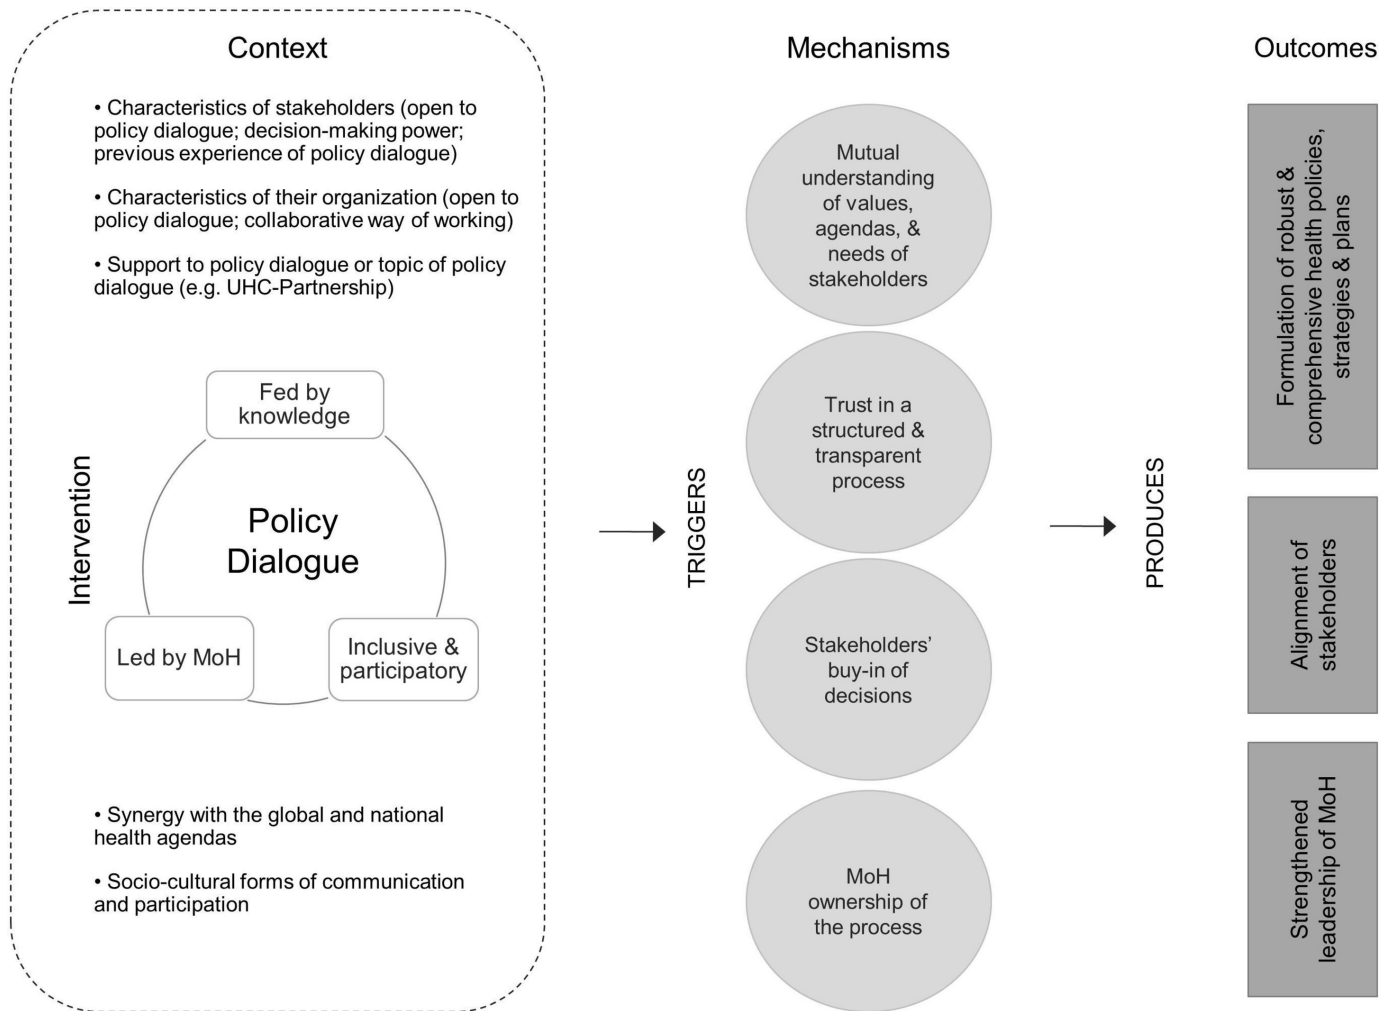 Context
• Characteristics of stakeholders (open to
policy dialogue; decision-making power;
previous experience of policy dialogue)
• Characteristics of their organization (open to
policy dialogue; collaborative way of working)
• Support to policy dialogue or topic of policy
dialogue (e.g. UHC-Partnership)
Intervention
Fed by
knowledge
Policy
Dialogue
Led by MoH
Inclusive &
participatory
• Synergy with the global and national
health agendas
• Socio-cultural forms of communication
and participation
TRIGGERS
Mechanisms
Mutual
understanding
of values,
agendas, &
needs of
stakeholders
Trust in a
structured &
transparent
process
Stakeholders'
buy-in of
decisions
MoH
ownership of
the process
PRODUCES
Outcomes
Formulation of robust &
comprehensive health policies,
strategies & plans
Alignment of
stakeholders
Strengthened
leadership of MoH